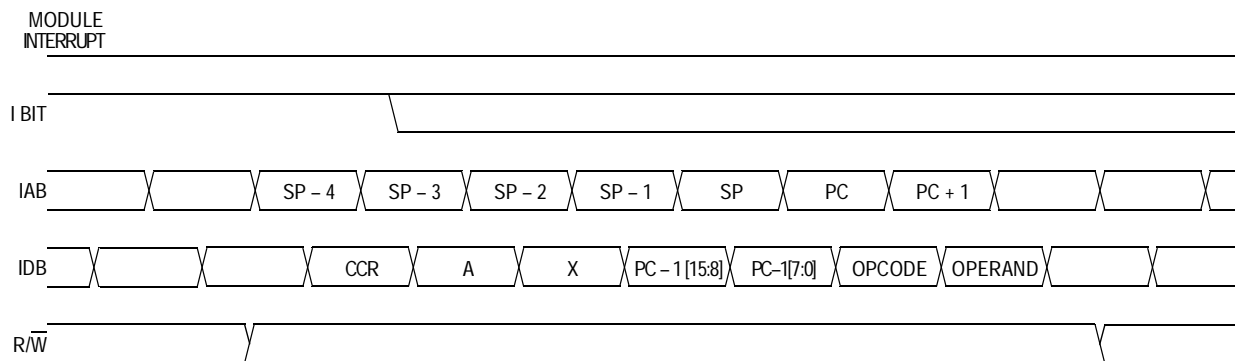 MODULE
INTERRUPT
I BIT
IAB SP – 4 SP – 3 SP – 2 SP – 1 SP PC PC + 1
IDB CCR A X PC – 1 [15:8] PC–1[7:0] OPCODE OPERAND
R/W̅